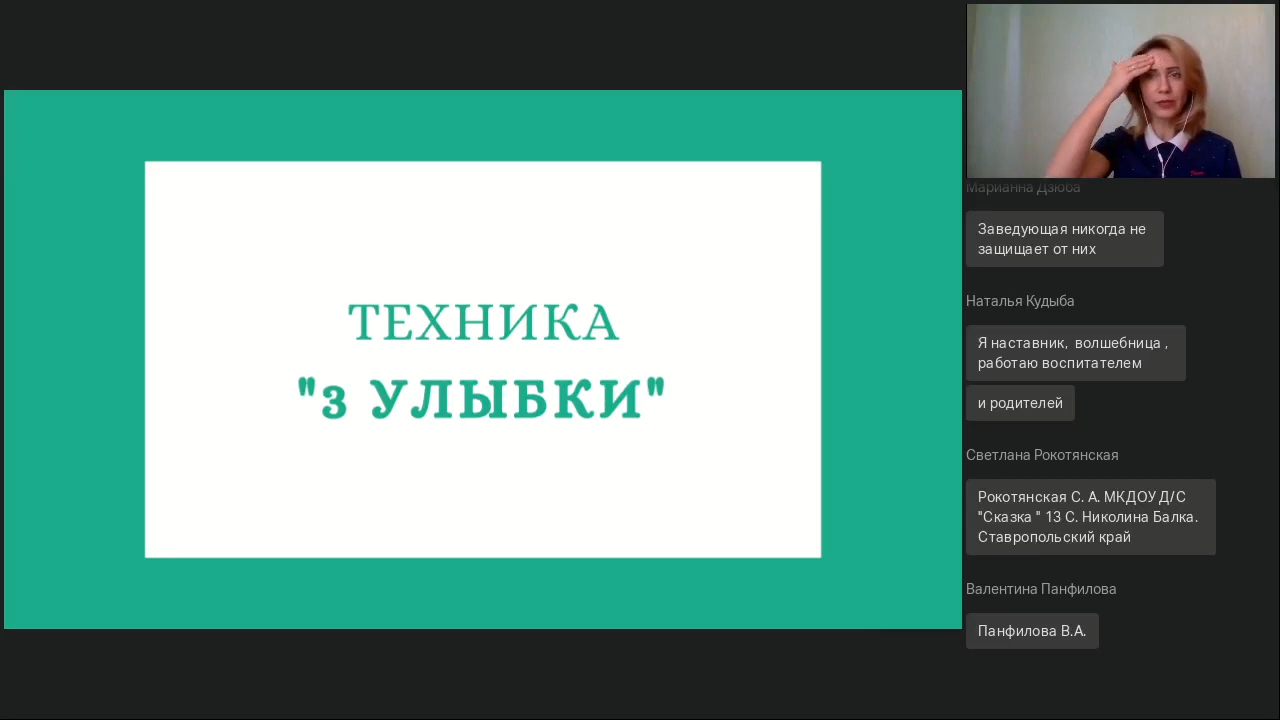 ТЕХНИКА
"3 УЛЫБКИ"
Марианна Дзюба
Заведующая никогда не
защищает от них
Наталья Кудыба
Я наставник, волшебница ,
работаю воспитателем
и родителей
Светлана Рокотянская
Рокотянская С. А. МКДОУ Д/С
"Сказка " 13 С. Николина Балка.
Ставропольский край
Валентина Панфилова
Панфилова В.А.